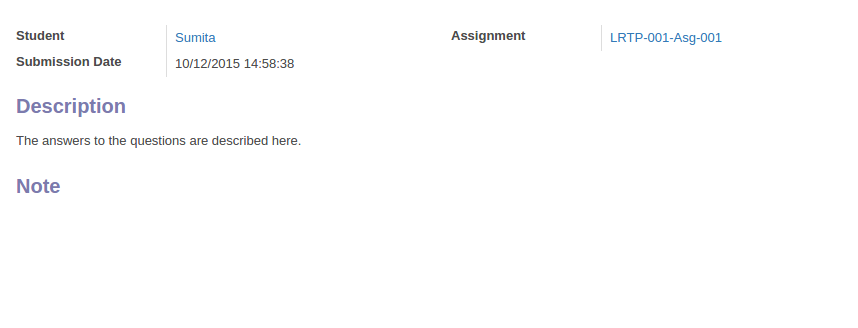 Student Sumita Assignment LRTP-001-Asg-001
Submission Date 10/12/2015 14:58:38
Description
The answers to the questions are described here.
Note